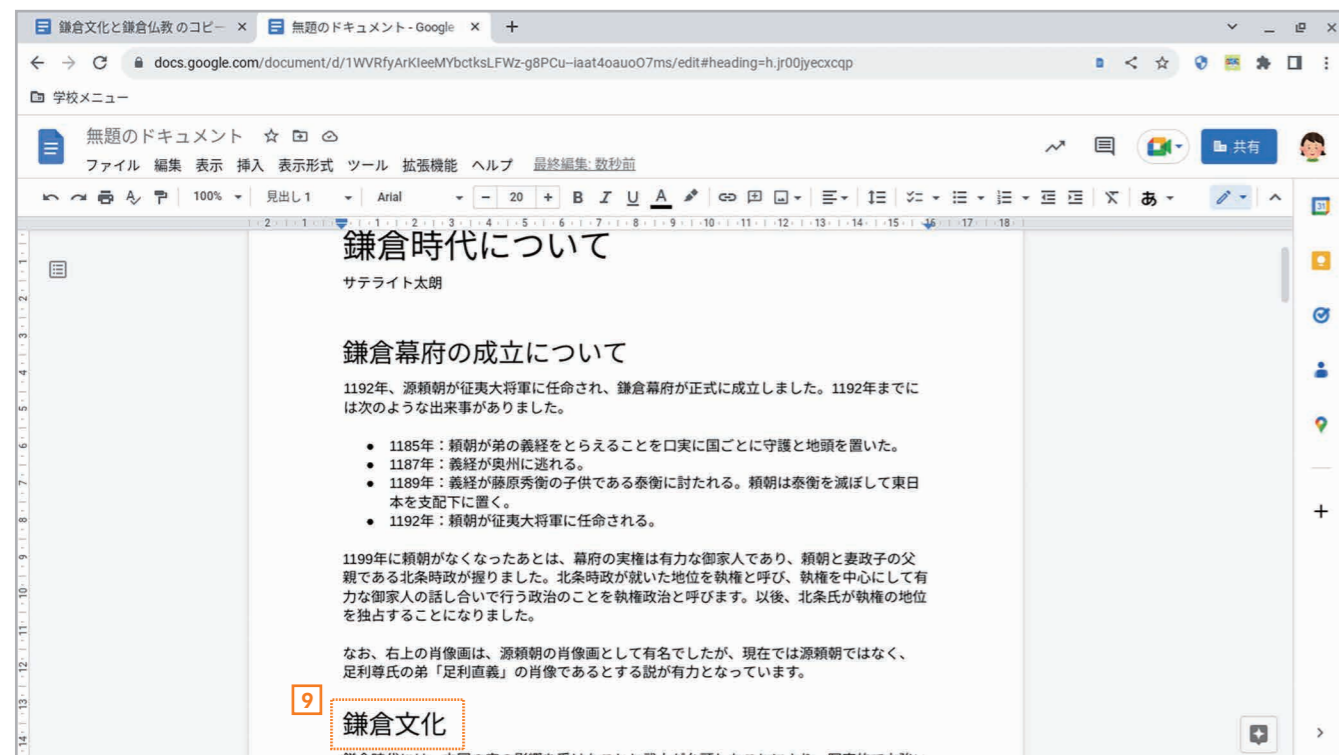 鎌倉文化と鎌倉仏教 のコピー
無題のドキュメント - Google
docs.google.com/document/d/1WVRfyArKIeeMYbctksLFWz-g8PCu--iaat4oauoO7ms/edit#heading=h.jr00jyecxcqp
学校メニュー
無題のドキュメント
ファイル 編集 表示 挿入 表示形式 ツール 拡張機能 ヘルプ 最終編集: 数秒前
共有
100% 見出し 1 Arial − 20 + B I U A あ
31
2 1 1 2 3 4 5 6 7 8 9 10 11 12 13 14 15 16 17 18
鎌倉時代について
サテライト太朗
鎌倉幕府の成立について
1192年、源頼朝が征夷大将軍に任命され、鎌倉幕府が正式に成立しました。1192年までに
は次のような出来事がありました。
● 1185年：頼朝が弟の義経をとらえることを口実に国ごとに守護と地頭を置いた。
● 1187年：義経が奥州に逃れる。
● 1189年：義経が藤原秀衡の子供である泰衡に討たれる。頼朝は泰衡を滅ぼして東日
本を支配下に置く。
● 1192年：頼朝が征夷大将軍に任命される。
1199年に頼朝がなくなったあとは、幕府の実権は有力な御家人であり、頼朝と妻政子の父
親である北条時政が握りました。北条時政が就いた地位を執権と呼び、執権を中心にして有
力な御家人の話し合いで行う政治のことを執権政治と呼びます。以後、北条氏が執権の地位
を独占することになりました。
なお、右上の肖像画は、源頼朝の肖像画として有名でしたが、現在では源頼朝ではなく、
足利尊氏の弟「足利直義」の肖像であるとする説が有力となっています。
9
鎌倉文化